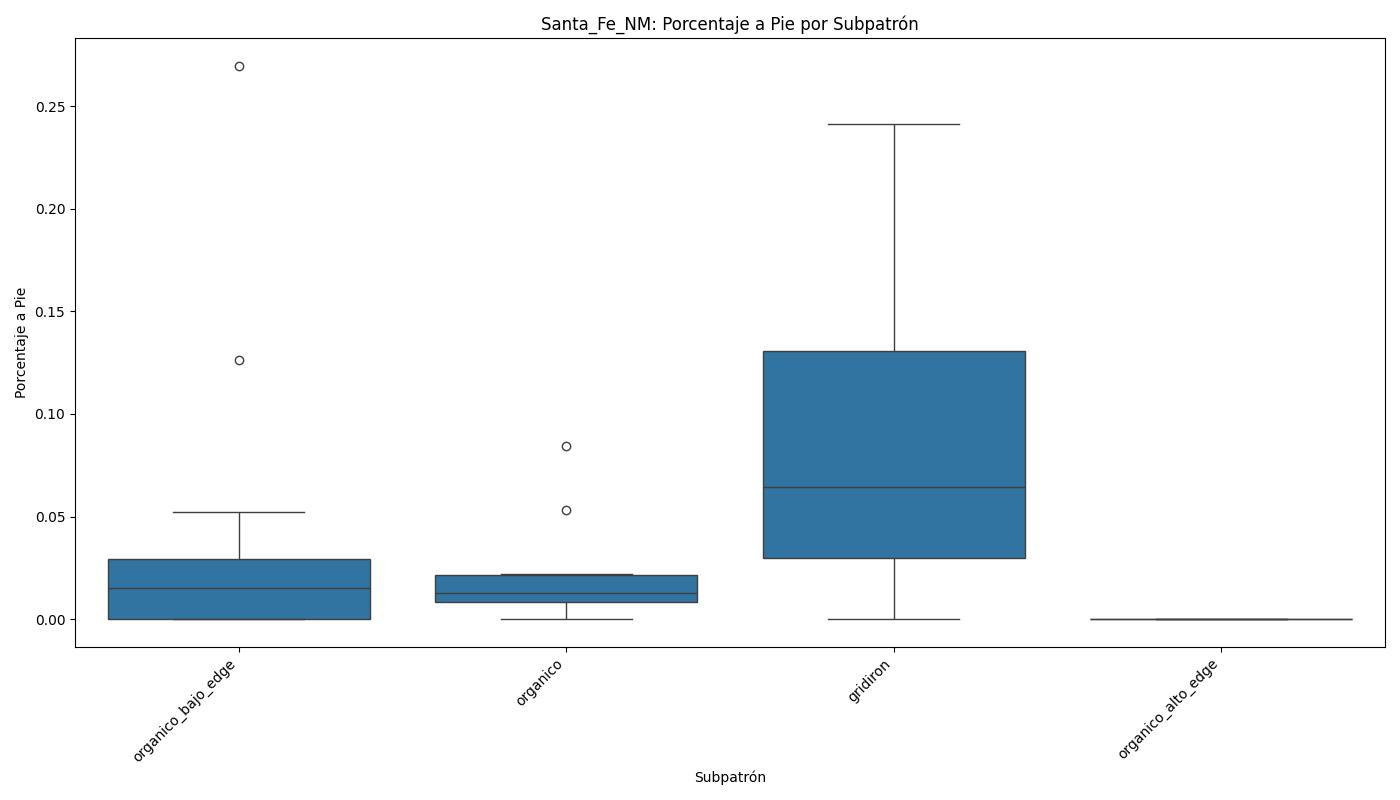 Santa_Fe_NM: Porcentaje a Pie por Subpatrón
Porcentaje a Pie
0.25
0.20
0.15
0.10
0.05
0.00
organico_bajo_edge
organico
gridiron
organico_alto_edge
Subpatrón